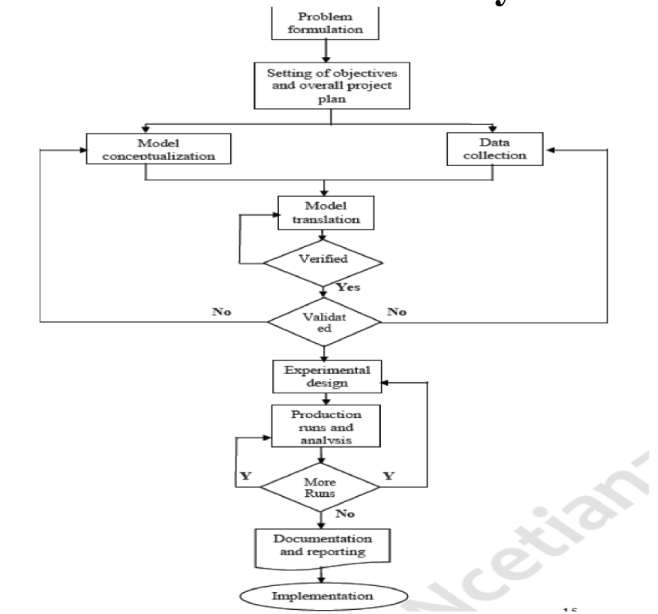 Problem
formulation
Setting of objectives
and overall project
plan
Model
conceptualization
Data
collection
Model
translation
Verified
Yes
No
Validat
ed
No
Experimental
design
Production
runs and
analysis
Y
More
Runs
Y
No
Documentation
and reporting
Implementation
Ncetian